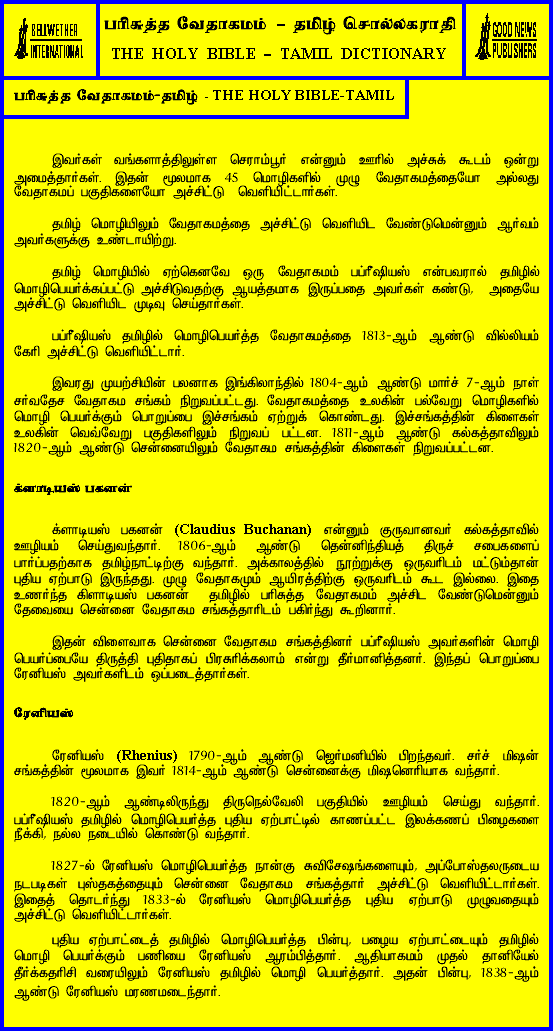 BELLWETHER
INTERNATIONAL
பரிசுத்த வேதாகமம் – தமிழ் சொல்லகராதி
THE HOLY BIBLE – TAMIL DICTIONARY
GOOD NEWS
PUBLISHERS
பரிசுத்த வேதாகமம்-தமிழ் - THE HOLY BIBLE-TAMIL
இவர்கள் வங்களாத்திலுள்ள செராம்பூர் என்னும் ஊரில் அச்சுக் கூடம் ஒன்று
அமைத்தார்கள். இதன் மூலமாக 45 மொழிகளில் முழு வேதாகமத்தையோ அல்லது
வேதாகமப் பகுதிகளையோ அச்சிட்டு வெளியிட்டார்கள்.
தமிழ் மொழியிலும் வேதாகமத்தை அச்சிட்டு வெளியிட வேண்டுமென்னும் ஆர்வம்
அவர்களுக்கு உண்டாயிற்று.
தமிழ் மொழியில் ஏற்கெனவே ஒரு வேதாகமம் பப்ரீஷியஸ் என்பவரால் தமிழில்
மொழிபெயர்க்கப்பட்டு அச்சிடுவதற்கு ஆயத்தமாக இருப்பதை அவர்கள் கண்டு, அதையே
அச்சிட்டு வெளியிட முடிவு செய்தார்கள்.
பப்ரீஷியஸ் தமிழில் மொழிபெயர்த்த வேதாகமத்தை 1813-ஆம் ஆண்டு வில்லியம்
கேரி அச்சிட்டு வெளியிட்டார்.
இவரது முயற்சியின் பலனாக இங்கிலாந்தில் 1804-ஆம் ஆண்டு மார்ச் 7-ஆம் நாள்
சர்வதேச வேதாகம சங்கம் நிறுவப்பட்டது. வேதாகமத்தை உலகின் பல்வேறு மொழிகளில்
மொழி பெயர்க்கும் பொறுப்பை இச்சங்கம் ஏற்றுக் கொண்டது. இச்சங்கத்தின் கிளைகள்
உலகின் வெவ்வேறு பகுதிகளிலும் நிறுவப் பட்டன. 1811-ஆம் ஆண்டு கல்கத்தாவிலும்
1820-ஆம் ஆண்டு சென்னையிலும் வேதாகம சங்கத்தின் கிளைகள் நிறுவப்பட்டன.
க்ளாடியஸ் பகனன்
க்ளாடியஸ் பகனன் (Claudius Buchanan) என்னும் குருவானவர் கல்கத்தாவில்
ஊழியம் செய்துவந்தார். 1806-ஆம் ஆண்டு தென்னிந்தியத் திருச் சபைகளைப்
பார்ப்பதற்காக தமிழ்நாட்டிற்கு வந்தார். அக்காலத்தில் நூற்றுக்கு ஒருவரிடம் மட்டும்தான்
புதிய ஏற்பாடு இருந்தது. முழு வேதாகமும் ஆயிரத்திற்கு ஒருவரிடம் கூட இல்லை. இதை
உணர்ந்த கிளாடியஸ் பகனன் தமிழில் பரிசுத்த வேதாகமம் அச்சிட வேண்டுமென்னும்
தேவையை சென்னை வேதாகம சங்கத்தாரிடம் பகிர்ந்து கூறினார்.
இதன் விளைவாக சென்னை வேதாகம சங்கத்தினர் பப்ரீஷியஸ் அவர்களின் மொழி
பெயர்ப்பையே திருத்தி புதிதாகப் பிரசுரிக்கலாம் என்று தீர்மானித்தனர். இந்தப் பொறுப்பை
ரேனியஸ் அவர்களிடம் ஒப்படைத்தார்கள்.
ரேனியஸ்
ரேனியஸ் (Rhenius) 1790-ஆம் ஆண்டு ஜெர்மனியில் பிறந்தவர். சர்ச் மிஷன்
சங்கத்தின் மூலமாக இவர் 1814-ஆம் ஆண்டு சென்னைக்கு மிஷனெரியாக வந்தார்.
1820-ஆம் ஆண்டிலிருந்து திருநெல்வேலி பகுதியில் ஊழியம் செய்து வந்தார்.
பப்ரீஷியஸ் தமிழில் மொழிபெயர்த்த புதிய ஏற்பாட்டில் காணப்பட்ட இலக்கணப் பிழைகளை
நீக்கி, நல்ல நடையில் கொண்டு வந்தார்.
1827-ல் ரேனியஸ் மொழிபெயர்த்த நான்கு சுவிசேஷங்களையும், அப்போஸ்தலருடைய
நடபடிகள் புஸ்தகத்தையும் சென்னை வேதாகம சங்கத்தார் அச்சிட்டு வெளியிட்டார்கள்.
இதைத் தொடர்ந்து 1833-ல் ரேனியஸ் மொழிபெயர்த்த புதிய ஏற்பாடு முழுவதையும்
அச்சிட்டு வெளியிட்டார்கள்.
புதிய ஏற்பாட்டைத் தமிழில் மொழிபெயர்த்த பின்பு, பழைய ஏற்பாட்டையும் தமிழில்
மொழி பெயர்க்கும் பணியை ரேனியஸ் ஆரம்பித்தார். ஆதியாகமம் முதல் தானியேல்
தீர்க்கதரிசி வரையிலும் ரேனியஸ் தமிழில் மொழி பெயர்த்தார். அதன் பின்பு, 1838-ஆம்
ஆண்டு ரேனியஸ் மரணமடைந்தார்.